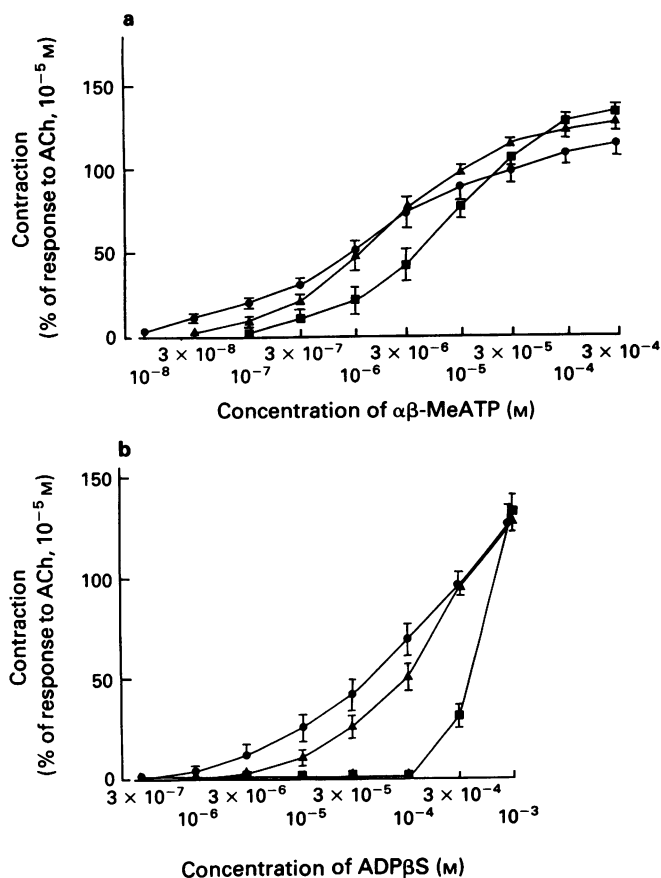 a
Contraction
(% of response to ACh, 10⁻⁵ M)
150
100
50
0
3 × 10⁻⁸ 3 × 10⁻⁷ 3 × 10⁻⁶ 3 × 10⁻⁵ 3 × 10⁻⁴
10⁻⁸ 10⁻⁷ 10⁻⁶ 10⁻⁵ 10⁻⁴
Concentration of αβ-MeATP (M)
b
Contraction
(% of response to ACh, 10⁻⁵ M)
150
100
50
0
3 × 10⁻⁷ 3 × 10⁻⁶ 3 × 10⁻⁵ 3 × 10⁻⁴
10⁻⁶ 10⁻⁵ 10⁻⁴ 10⁻³
Concentration of ADPβS (M)